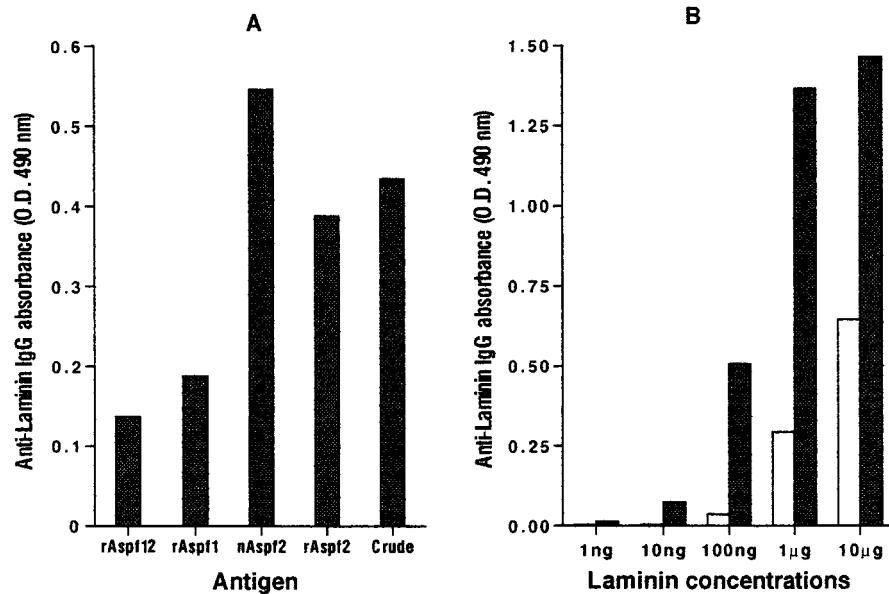 A
Anti-Laminin IgG absorbance (O.D. 490 nm)
0.6
0.5
0.4
0.3
0.2
0.1
0
rAspf12 rAspf1 nAspf2 rAspf2 Crude
Antigen
B
Anti-Laminin IgG absorbance (O.D. 490 nm)
1.50
1.25
1.00
0.75
0.50
0.25
0.00
1ng 10ng 100ng 1µg 10µg
Laminin concentrations